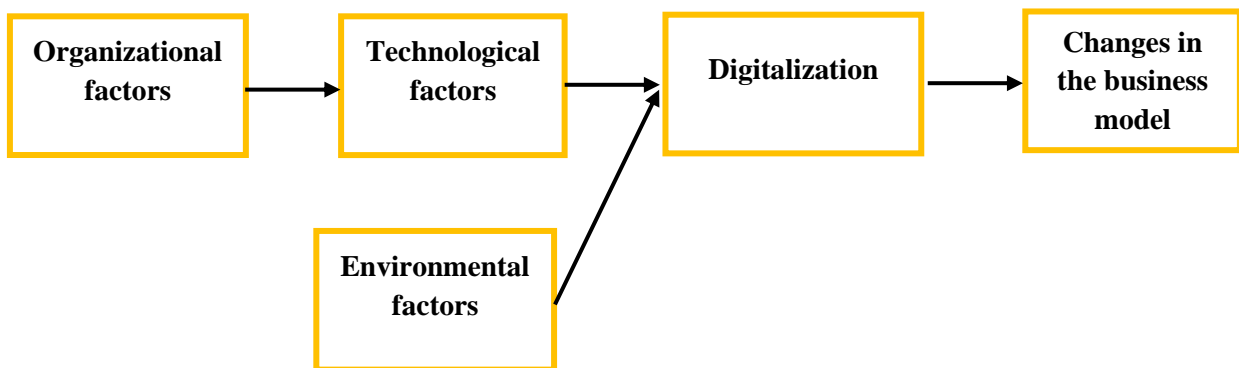 Organizational
factors
Technological
factors
Digitalization
Changes in
the business
model
Environmental
factors